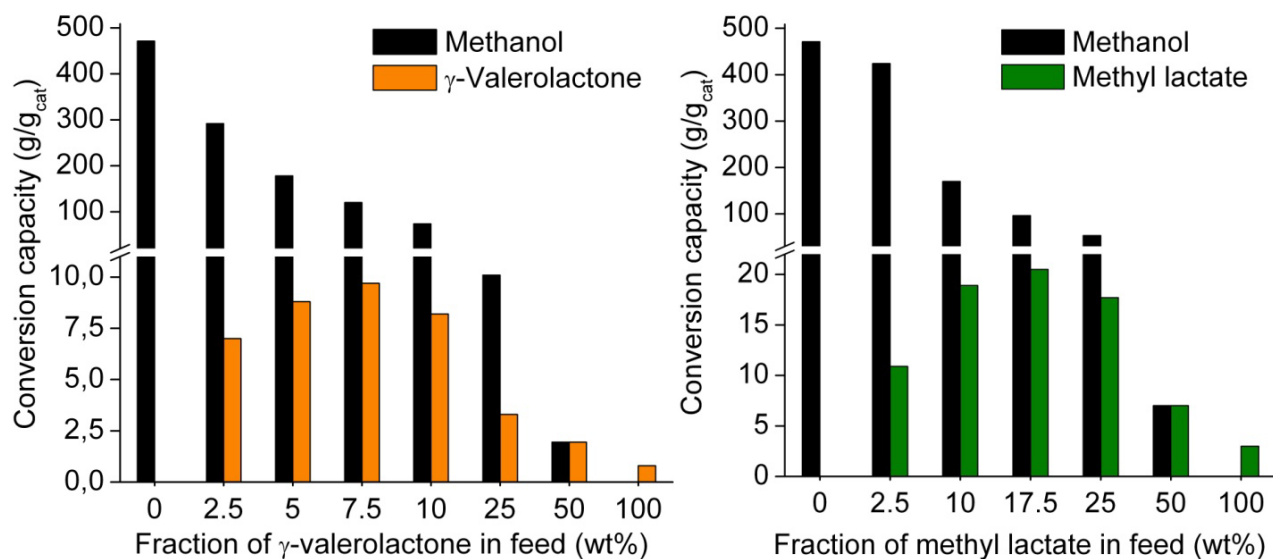 Conversion capacity (g/gcat)
500
400
300
200
100
10,0
7,5
5,0
2,5
0,0
Methanol
γ-Valerolactone
0 2.5 5 7.5 10 25 50 100
Fraction of γ-valerolactone in feed (wt%)
Conversion capacity (g/gcat)
500
400
300
200
100
20
15
10
5
0
Methanol
Methyl lactate
0 2.5 10 17.5 25 50 100
Fraction of methyl lactate in feed (wt%)